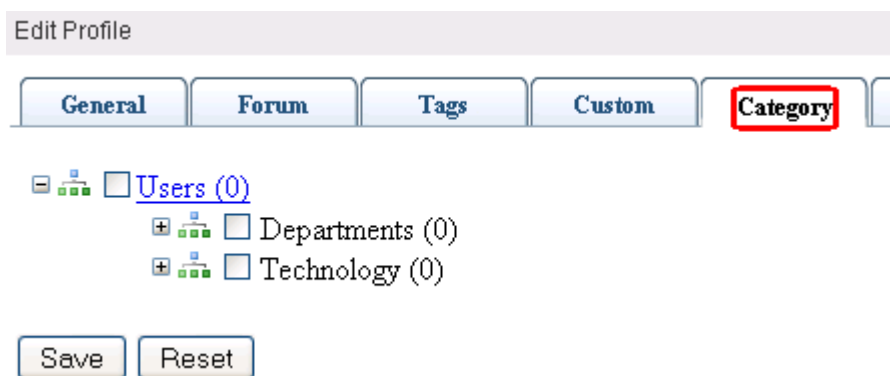 Edit Profile
General Forum Tags Custom Category
Users (0)
Departments (0)
Technology (0)
Save Reset